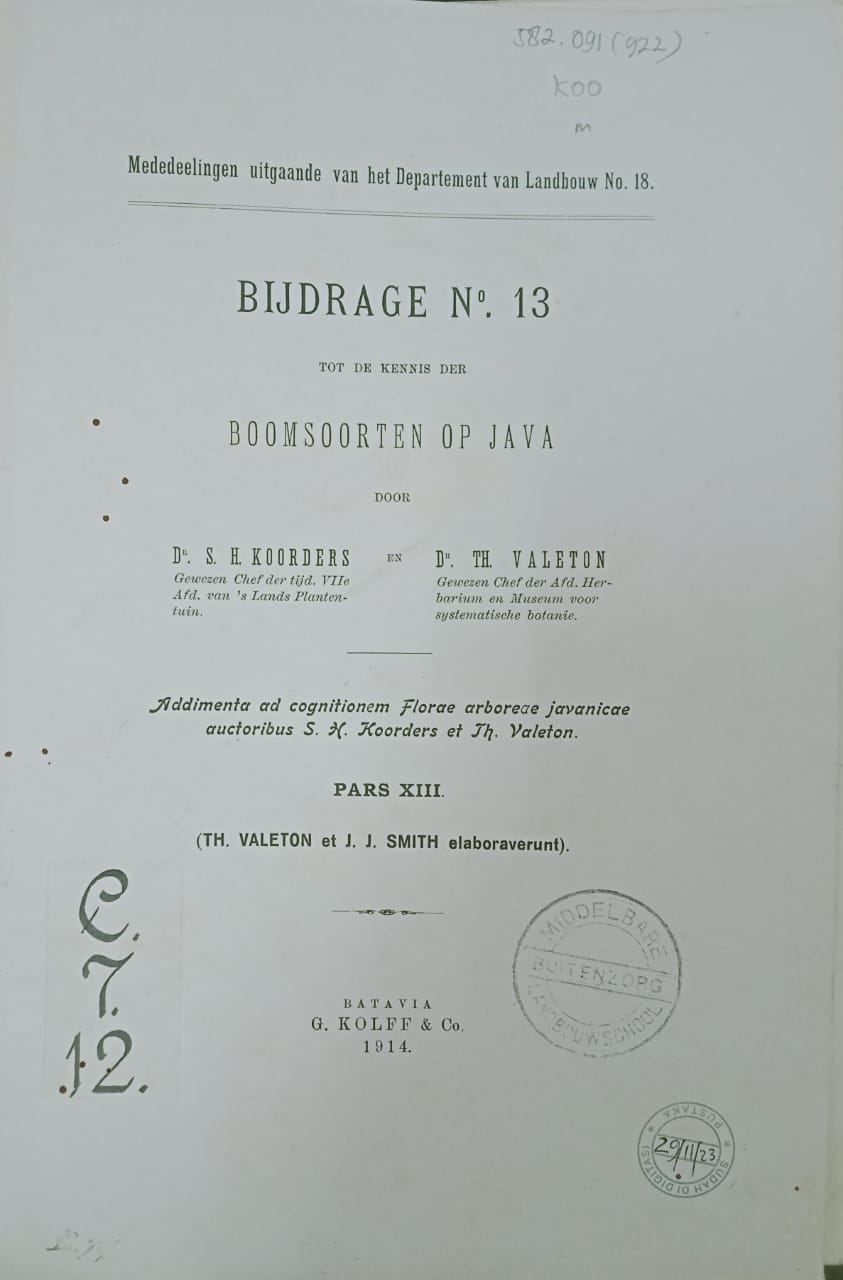 582.091(922)
KOO
m
Mededeelingen uitgaande van het Departement van Landbouw No. 18.
BIJDRAGE Nº. 13
TOT DE KENNIS DER
BOOMSOORTEN OP JAVA
DOOR
Dr. S. H. KOORDERS EN Dr. TH. VALETON
Gewezen Chef der tijd. VIIe
Afd. van 's Lands Planten-
tuin.
Gewezen Chef der Afd. Her-
barium en Museum voor
systematische botanie.
Addimenta ad cognitionem Florae arboreae javanicae
auctoribus S. H. Koorders et Th. Valeton.
PARS XIII.
(TH. VALETON et J. J. SMITH elaboraverunt).
C.
7.
12.
MIDDELBARE
BUITENZORG
LANDBOUWSCHOOL
BATAVIA
G. KOLFF & Co.
1914.
PUSTAKA
29/11/23
SUDAH DI DIGITISASI